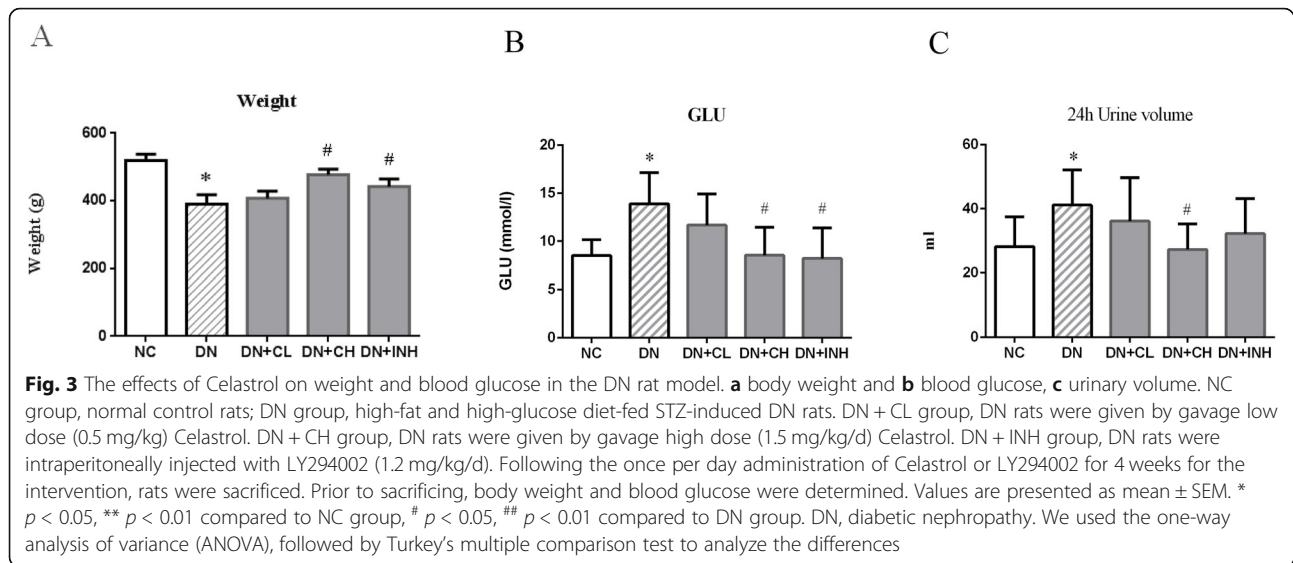 A
B
C
Weight
GLU
24h Urine volume
Weight (g)
600
400
200
0
*
#
#
NC DN DN+CL DN+CH DN+INH
GLU (mmol/l)
20
15
10
5
0
*
#
#
NC DN DN+CL DN+CH DN+INH
ml
60
40
20
0
*
#
NC DN DN+CL DN+CH DN+INH
Fig. 3 The effects of Celastrol on weight and blood glucose in the DN rat model. a body weight and b blood glucose, c urinary volume. NC
group, normal control rats; DN group, high-fat and high-glucose diet-fed STZ-induced DN rats. DN + CL group, DN rats were given by gavage low
dose (0.5 mg/kg) Celastrol. DN + CH group, DN rats were given by gavage high dose (1.5 mg/kg/d) Celastrol. DN + INH group, DN rats were
intraperitoneally injected with LY294002 (1.2 mg/kg/d). Following the once per day administration of Celastrol or LY294002 for 4 weeks for the
intervention, rats were sacrificed. Prior to sacrificing, body weight and blood glucose were determined. Values are presented as mean ± SEM. *
p < 0.05, ** p < 0.01 compared to NC group, # p < 0.05, ## p < 0.01 compared to DN group. DN, diabetic nephropathy. We used the one-way
analysis of variance (ANOVA), followed by Turkey's multiple comparison test to analyze the differences